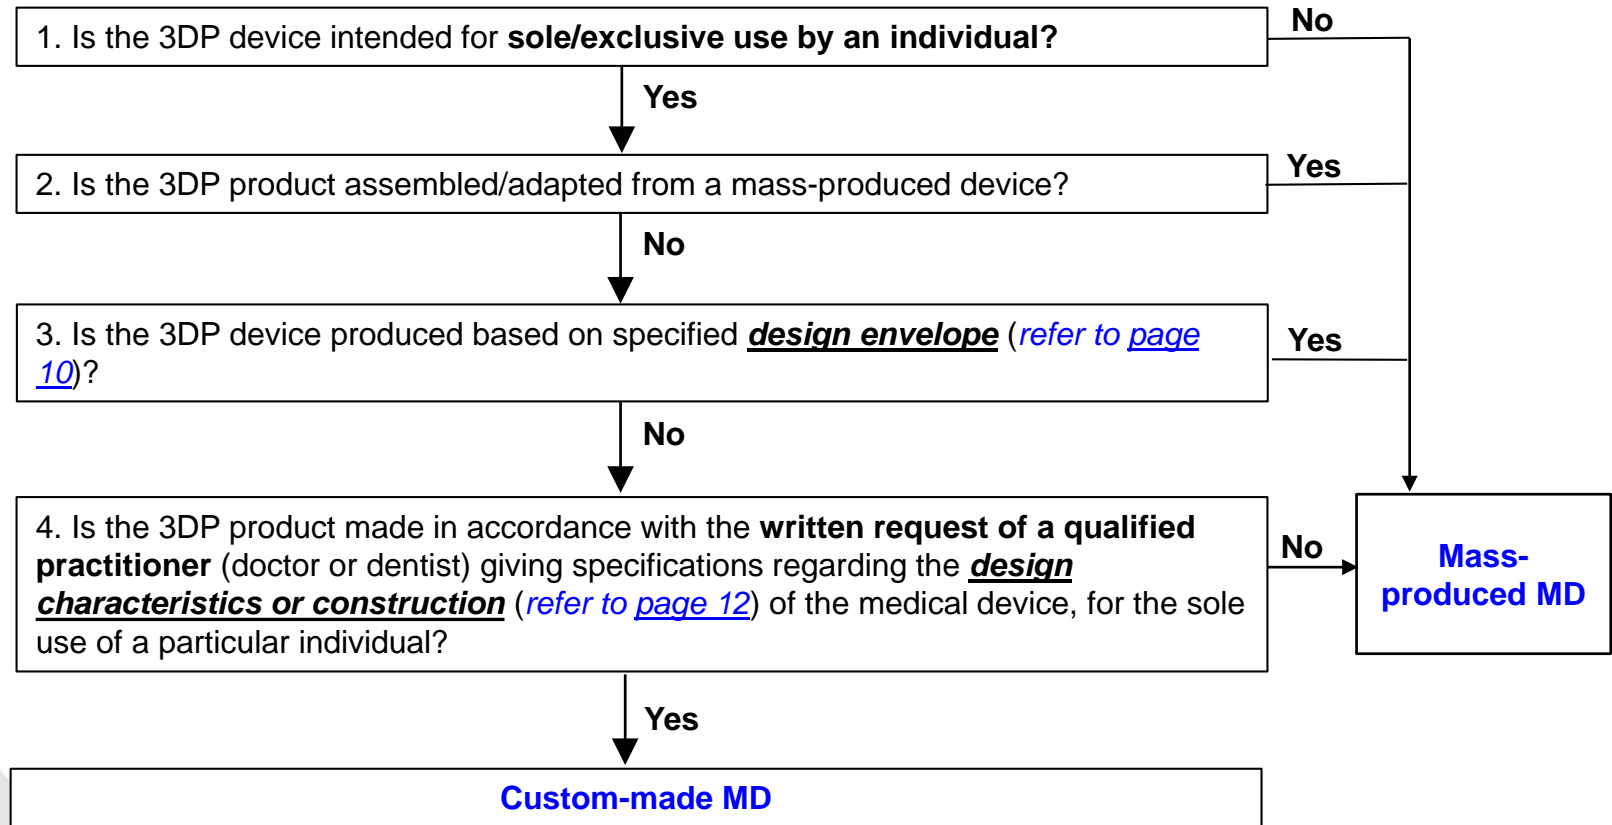 1. Is the 3DP device intended for sole/exclusive use by an individual?
No
Yes
2. Is the 3DP product assembled/adapted from a mass-produced device?
Yes
No
3. Is the 3DP device produced based on specified design envelope (refer to page
10)?
Yes
No
4. Is the 3DP product made in accordance with the written request of a qualified
practitioner (doctor or dentist) giving specifications regarding the design
characteristics or construction (refer to page 12) of the medical device, for the sole
use of a particular individual?
No
Mass-
produced MD
Yes
Custom-made MD